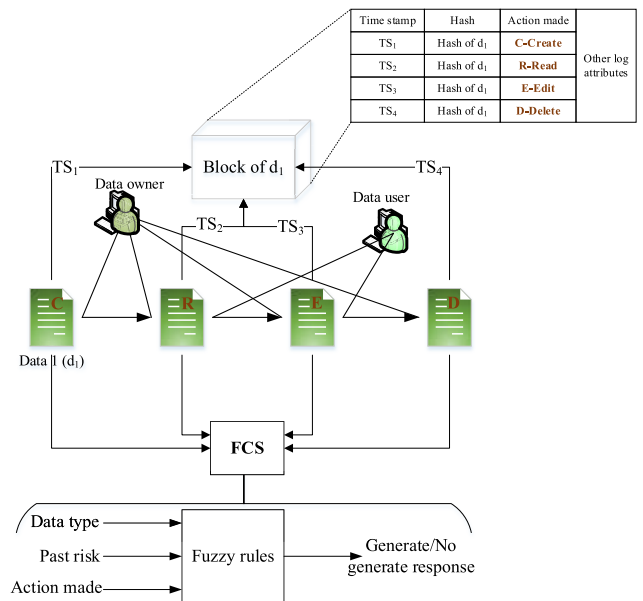 Time stamp Hash Action made
TS1 Hash of d1 C-Create
TS2 Hash of d1 R-Read
TS3 Hash of d1 E-Edit
TS4 Hash of d1 D-Delete
Other log
attributes
Block of d1
TS1
TS4
Data owner
Data user
TS2
TS3
C
R
E
D
Data 1 (d1)
FCS
Data type
Past risk
Action made
Fuzzy rules
Generate/No
generate response